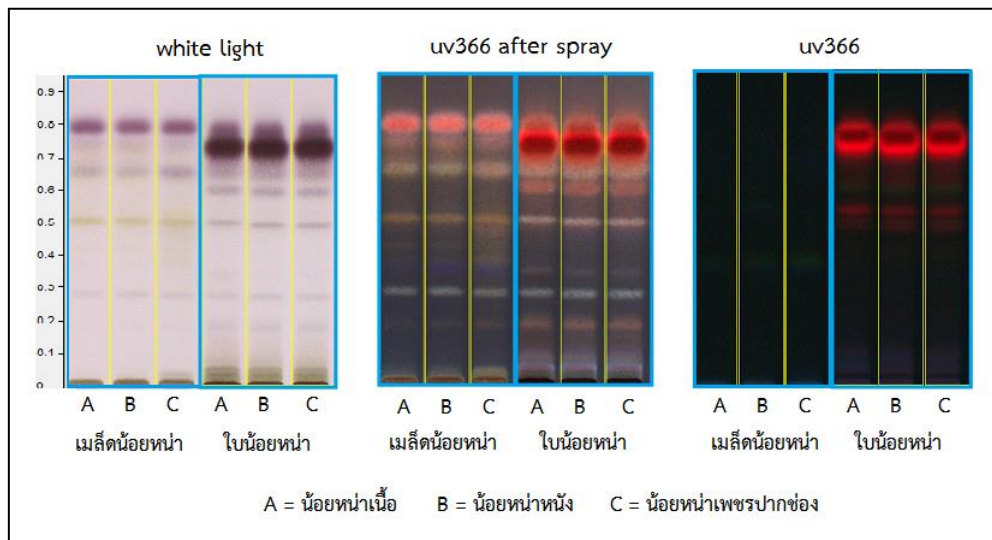 white light uv366 after spray uv366
0.9
0.8
0.7
0.6
0.5
0.4
0.3
0.2
0.1
0
A B C A B C A B C A B C A B C A B C
เมล็ดน้อยหน่า ใบน้อยหน่า เมล็ดน้อยหน่า ใบน้อยหน่า เมล็ดน้อยหน่า ใบน้อยหน่า
A = น้อยหน่าเนื้อ B = น้อยหน่าหนัง C = น้อยหน่าเพชรปากช่อง